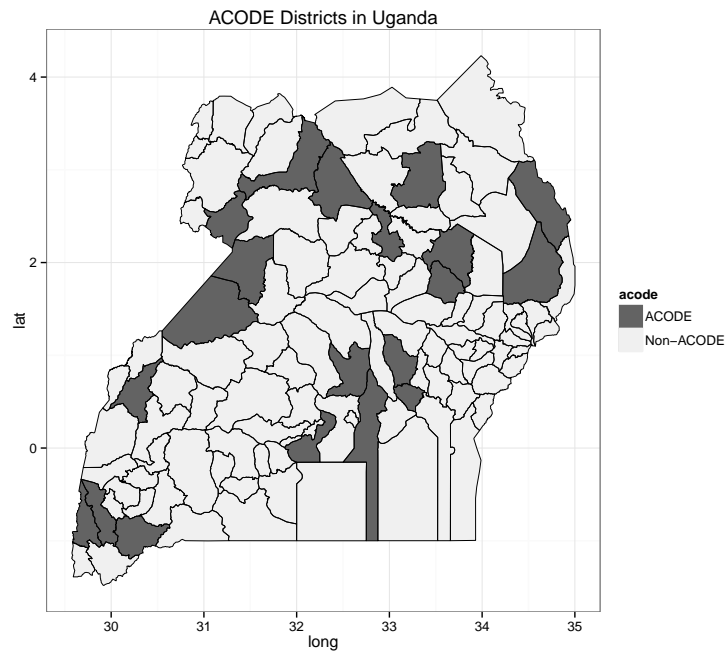 ACODE Districts in Uganda
4
2
0
lat
30
31
32
33
34
35
long
acode
ACODE
Non−ACODE